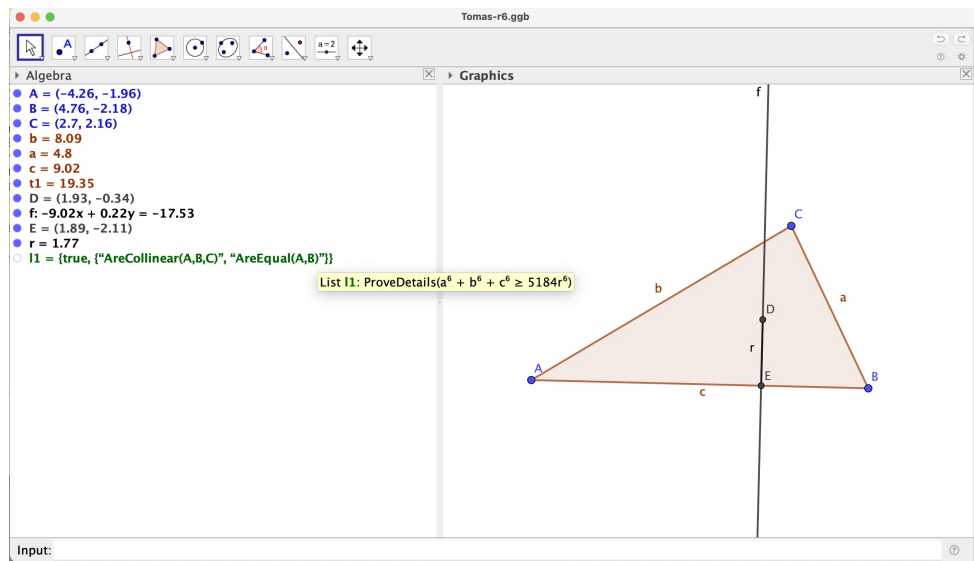 Tomas-r6.ggb
A
a=2
Algebra
Graphics
A = (−4.26, −1.96)
B = (4.76, −2.18)
C = (2.7, 2.16)
b = 8.09
a = 4.8
c = 9.02
t1 = 19.35
D = (1.93, −0.34)
f: −9.02x + 0.22y = −17.53
E = (1.89, −2.11)
r = 1.77
l1 = {true, {“AreCollinear(A,B,C)”, “AreEqual(A,B)”}}
List l1: ProveDetails(a⁶ + b⁶ + c⁶ ≥ 5184r⁶)
f
C
b
a
D
r
A
E
B
c
Input: